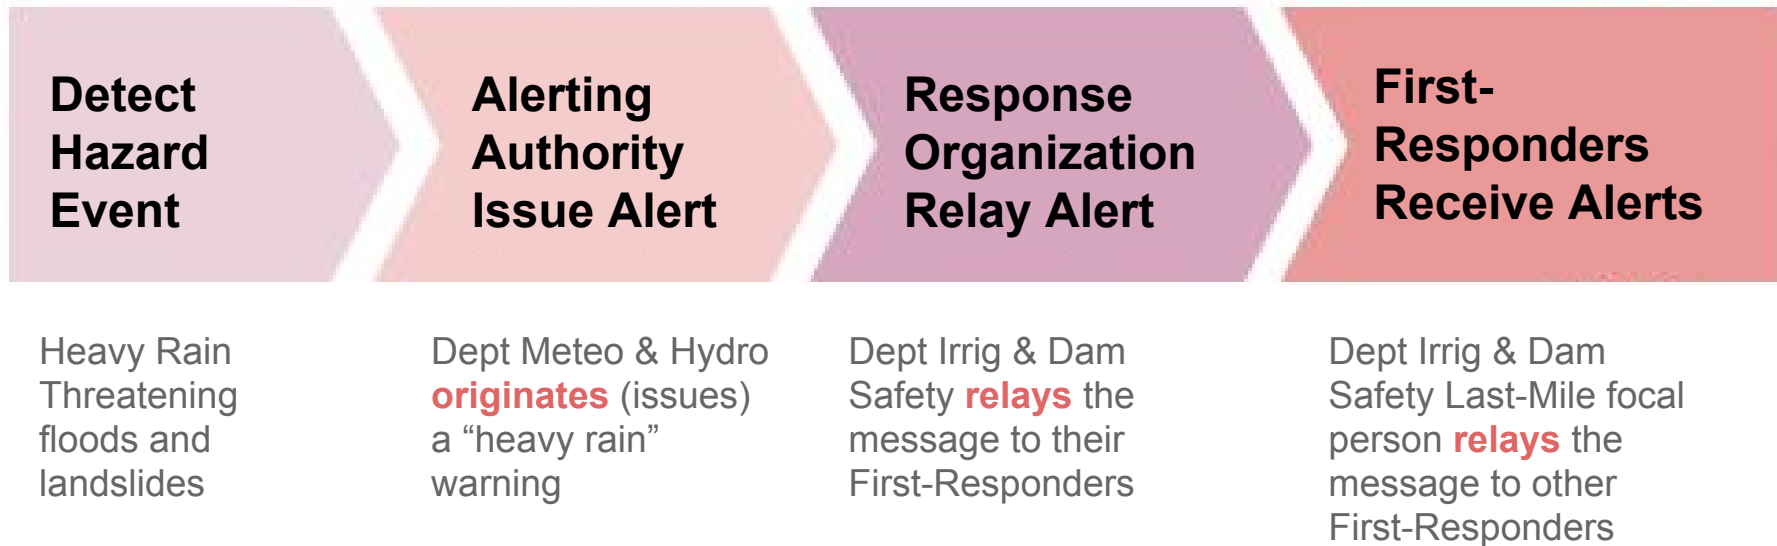 Detect
Hazard
Event
Alerting
Authority
Issue Alert
Response
Organization
Relay Alert
First-
Responders
Receive Alerts
Heavy Rain
Threatening
floods and
landslides
Dept Meteo & Hydro
originates (issues)
a “heavy rain”
warning
Dept Irrig & Dam
Safety relays the
message to their
First-Responders
Dept Irrig & Dam
Safety Last-Mile focal
person relays the
message to other
First-Responders